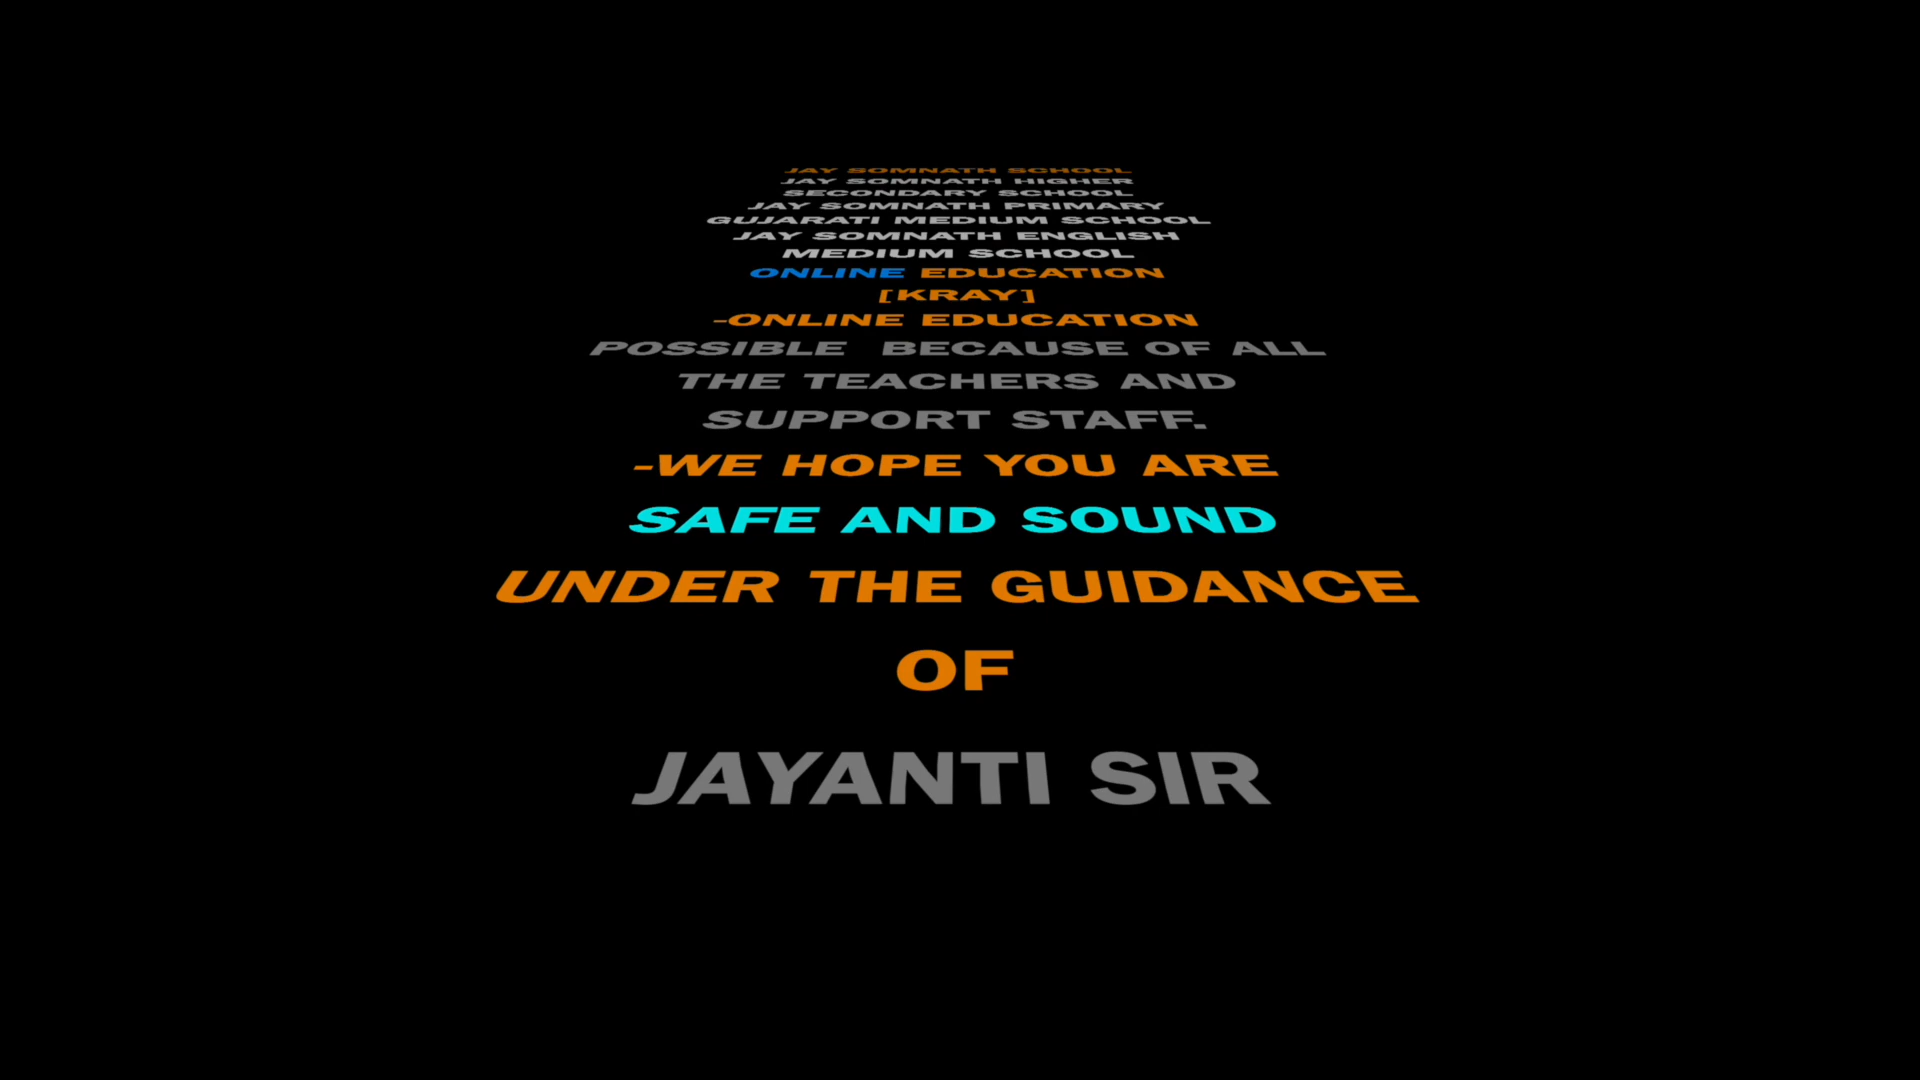 JAY SOMNATH SCHOOL
JAY SOMNATH HIGHER
SECONDARY SCHOOL
JAY SOMNATH PRIMARY
GUJARATI MEDIUM SCHOOL
JAY SOMNATH ENGLISH
MEDIUM SCHOOL
ONLINE EDUCATION
[KRAY]
-ONLINE EDUCATION
POSSIBLE BECAUSE OF ALL
THE TEACHERS AND
SUPPORT STAFF.
-WE HOPE YOU ARE
SAFE AND SOUND
UNDER THE GUIDANCE
OF
JAYANTI SIR